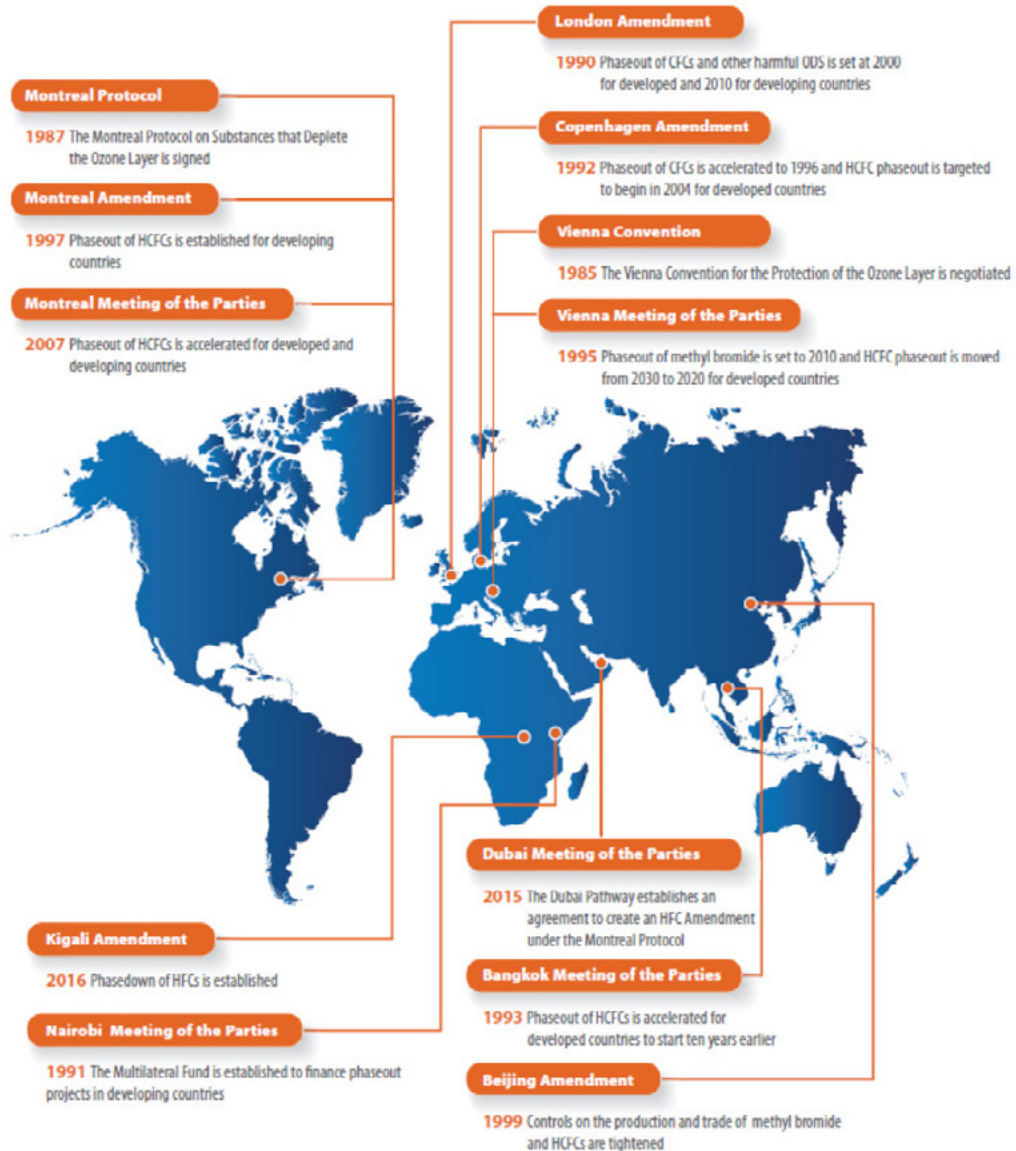 London Amendment
1990 Phaseout of CFCs and other harmful ODS is set at 2000
for developed and 2010 for developing countries
Montreal Protocol
1987 The Montreal Protocol on Substances that Deplete
the Ozone Layer is signed
Copenhagen Amendment
1992 Phaseout of CFCs is accelerated to 1996 and HCFC phaseout is targeted
to begin in 2004 for developed countries
Montreal Amendment
1997 Phaseout of HCFCs is established for developing
countries
Vienna Convention
1985 The Vienna Convention for the Protection of the Ozone Layer is negotiated
Montreal Meeting of the Parties
2007 Phaseout of HCFCs is accelerated for developed and
developing countries
Vienna Meeting of the Parties
1995 Phaseout of methyl bromide is set to 2010 and HCFC phaseout is moved
from 2030 to 2020 for developed countries
Dubai Meeting of the Parties
2015 The Dubai Pathway establishes an
agreement to create an HFC Amendment
under the Montreal Protocol
Kigali Amendment
2016 Phasedown of HFCs is established
Bangkok Meeting of the Parties
1993 Phaseout of HCFCs is accelerated for
developed countries to start ten years earlier
Nairobi Meeting of the Parties
1991 The Multilateral Fund is established to finance phaseout
projects in developing countries
Beijing Amendment
1999 Controls on the production and trade of methyl bromide
and HCFCs are tightened